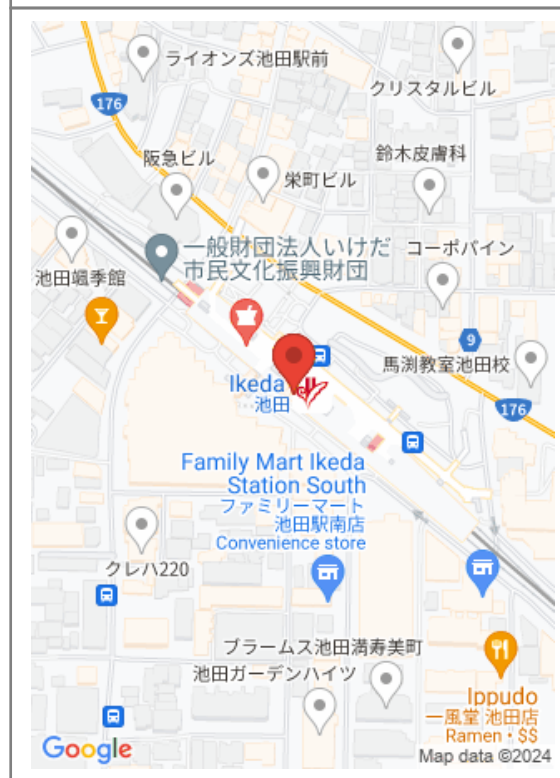 ライオンズ池田駅前
クリスタルビル
176
阪急ビル
鈴木皮膚科
栄町ビル
一般財団法人いけだ
市民文化振興財団
コーポパイン
池田颯季館
9
馬渕教室池田校
Ikeda
池田
176
Family Mart Ikeda
Station South
ファミリーマート
池田駅南店
Convenience store
クレハ220
ブラームス池田満寿美町
池田ガーデンハイツ
Ippudo
一風堂 池田店
Ramen・$$
Google
Map data ©2024